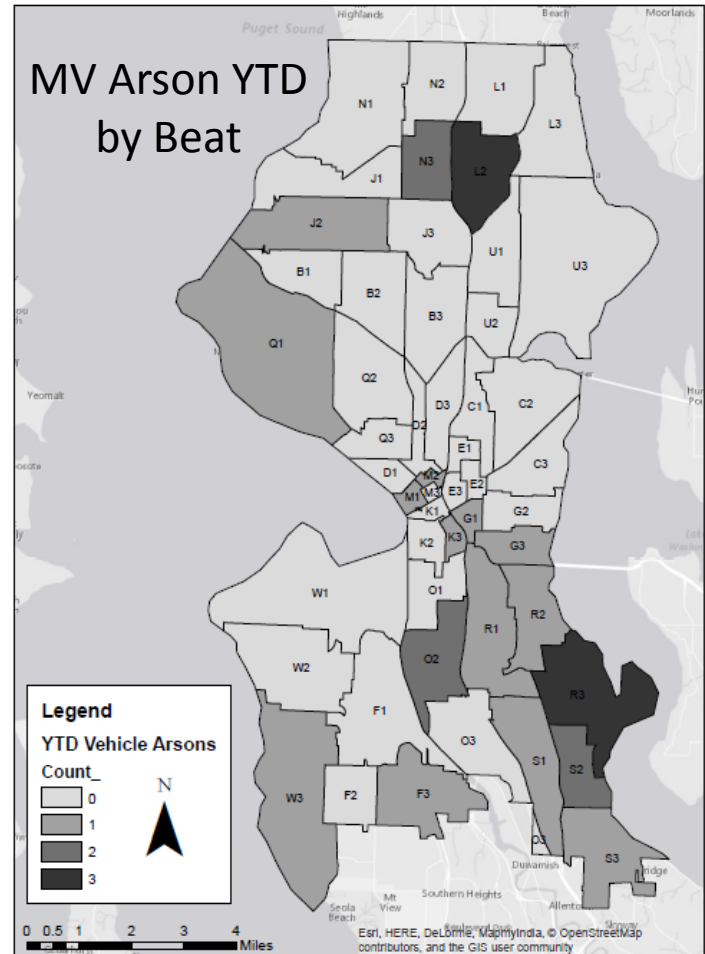 Highlands
Beach
Moorlands
Puget Sound
MV Arson YTD
by Beat
N1
N2
L1
L3
N3
L2
J1
J2
J3
U1
U3
B1
B2
B3
U2
Q1
Q2
Yeomalt
D2
D3
C1
C2
Q3
E1
C3
D1
M2
E2
M1
M3
E3
K1
G1
G2
K2
K3
G3
O1
W1
R1
R2
W2
O2
R3
F1
O3
S1
S2
W3
F2
F3
O3
S3
Duwamish
Southern Heights
Mt
View
Seola
Beach
Legend
YTD Vehicle Arsons
Count_
0
1
2
3
N
0 0.5 1 2 3 4
Miles
Esri, HERE, DeLorme, MapmyIndia, © OpenStreetMap
contributors, and the GIS user community